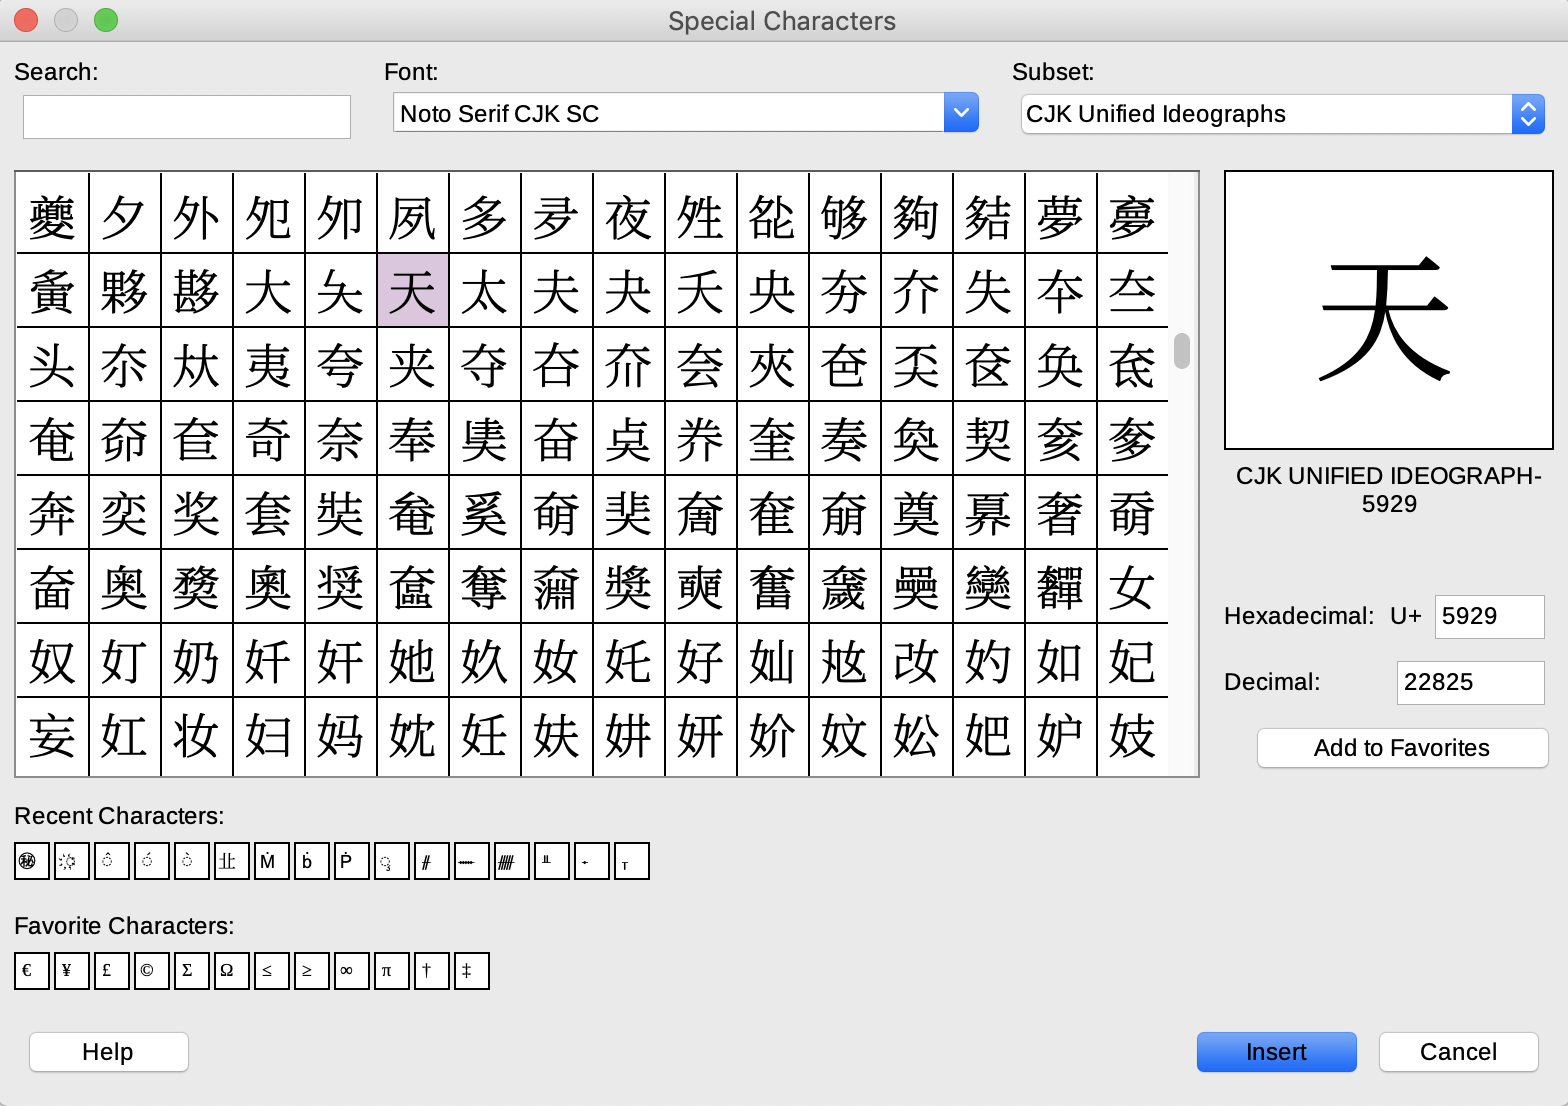 Special Characters
Search: Font: Subset:
Noto Serif CJK SC CJK Unified Ideographs
夔 夕 外 夗 夘 夙 多 夛 夜 夝 夞 够 夠 夡 夢 夣
夤 夥 夦 大 夨 天 太 夫 夬 夭 央 夯 夰 失 夲 夳
头 夵 夶 夷 夸 夹 夺 夻 夼 夽 夾 夿 奀 奁 奂 奃
奄 奅 奆 奇 奈 奉 奊 奋 奌 奍 奎 奏 奐 契 奒 奓
奔 奕 奖 套 奘 奙 奚 奛 奜 奝 奞 奟 奠 奡 奢 奣
奤 奥 奦 奧 奨 奩 奪 奫 奬 奭 奮 奯 奰 奱 奲 女
奴 奵 奶 奷 奸 她 奺 奻 奼 好 奾 奿 妀 妁 如 妃
妄 妅 妆 妇 妈 妉 妊 妋 妌 妍 妎 妏 妐 妑 妒 妓
天
CJK UNIFIED IDEOGRAPH-
5929
Hexadecimal: U+ 5929
Decimal: 22825
Add to Favorites
Recent Characters:
㊙ 北 Ṁ ḃ Ṗ
Favorite Characters:
€ ¥ £ © Σ Ω ≤ ≥ ∞ π † ‡
Help Insert Cancel